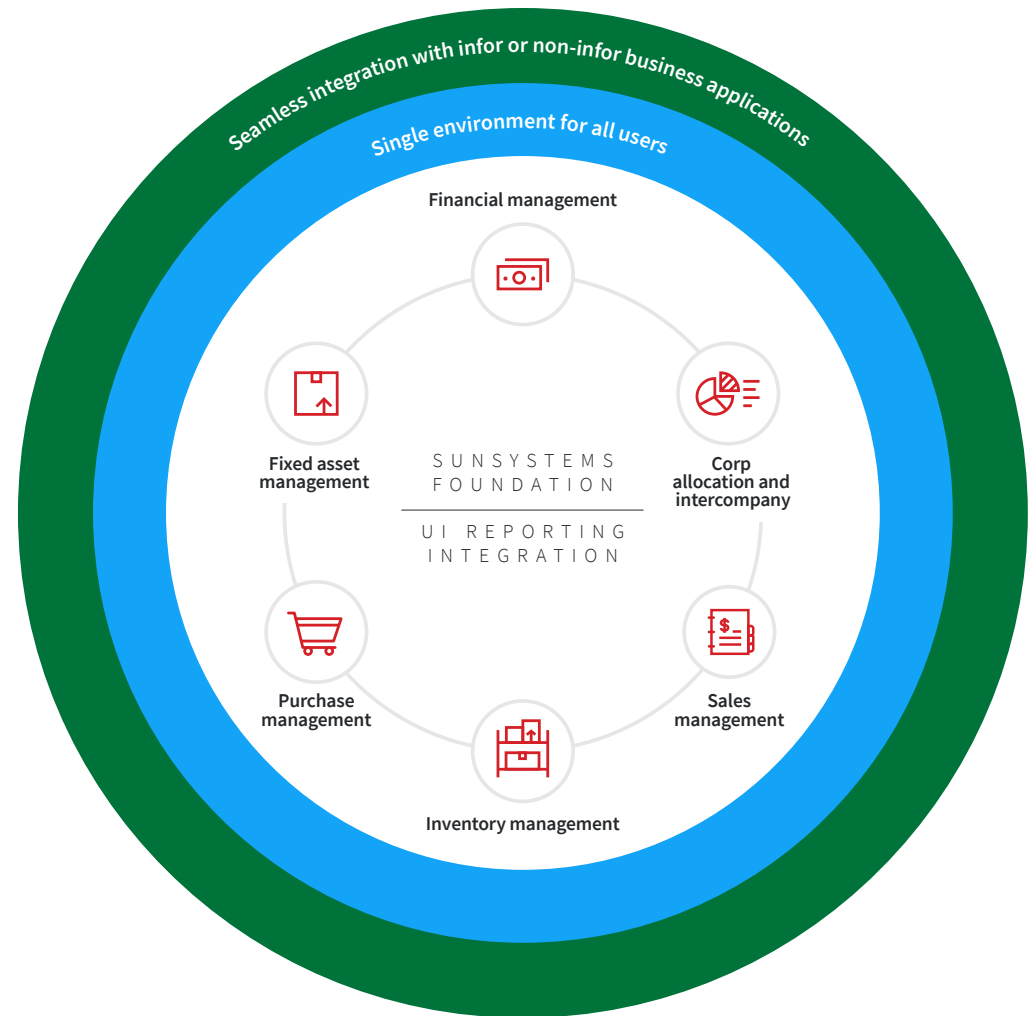 Seamless integration with infor or non-infor business applications
Single environment for all users
Financial management
Fixed asset
management
SUNSYSTEMS
FOUNDATION
UI REPORTING
INTEGRATION
Corp
allocation and
intercompany
$
Purchase
management
Sales
management
Inventory management